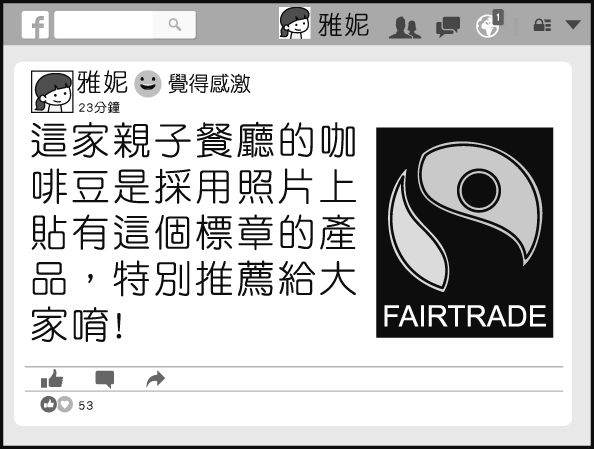 f
雅妮
1
雅妮 覺得感激
23分鐘
這家親子餐廳的咖
啡豆是採用照片上
貼有這個標章的產
品，特別推薦給大
家唷!
FAIRTRADE
53